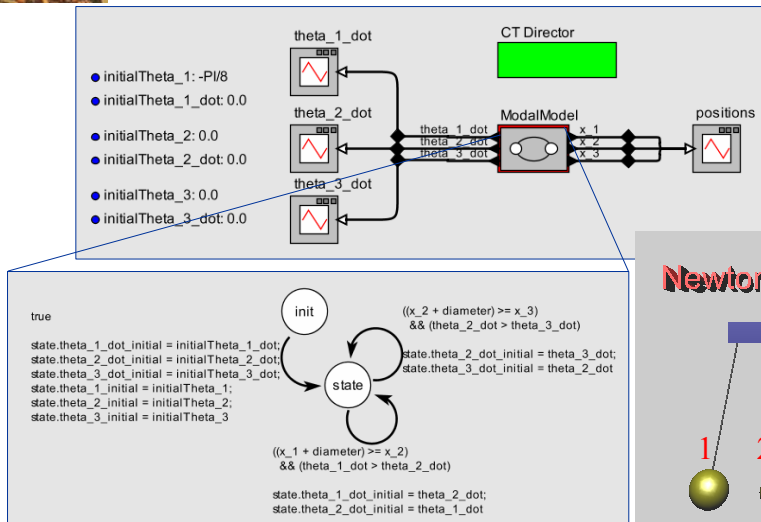 theta_1_dot
CT Director
initialTheta_1: -PI/8
initialTheta_1_dot: 0.0
theta_2_dot
initialTheta_2: 0.0
initialTheta_2_dot: 0.0
ModalModel
positions
theta_1_dot
theta_2_dot
theta_3_dot
x_1
x_2
x_3
theta_3_dot
initialTheta_3: 0.0
initialTheta_3_dot: 0.0
true
state.theta_1_dot_initial = initialTheta_1_dot;
state.theta_2_dot_initial = initialTheta_2_dot;
state.theta_3_dot_initial = initialTheta_3_dot;
state.theta_1_initial = initialTheta_1;
state.theta_2_initial = initialTheta_2;
state.theta_3_initial = initialTheta_3
init
state
((x_2 + diameter) >= x_3)
&& (theta_2_dot > theta_3_dot)
state.theta_2_dot_initial = theta_3_dot;
state.theta_3_dot_initial = theta_2_dot
((x_1 + diameter) >= x_2)
&& (theta_1_dot > theta_2_dot)
state.theta_1_dot_initial = theta_2_dot;
state.theta_2_dot_initial = theta_1_dot
Newton
1